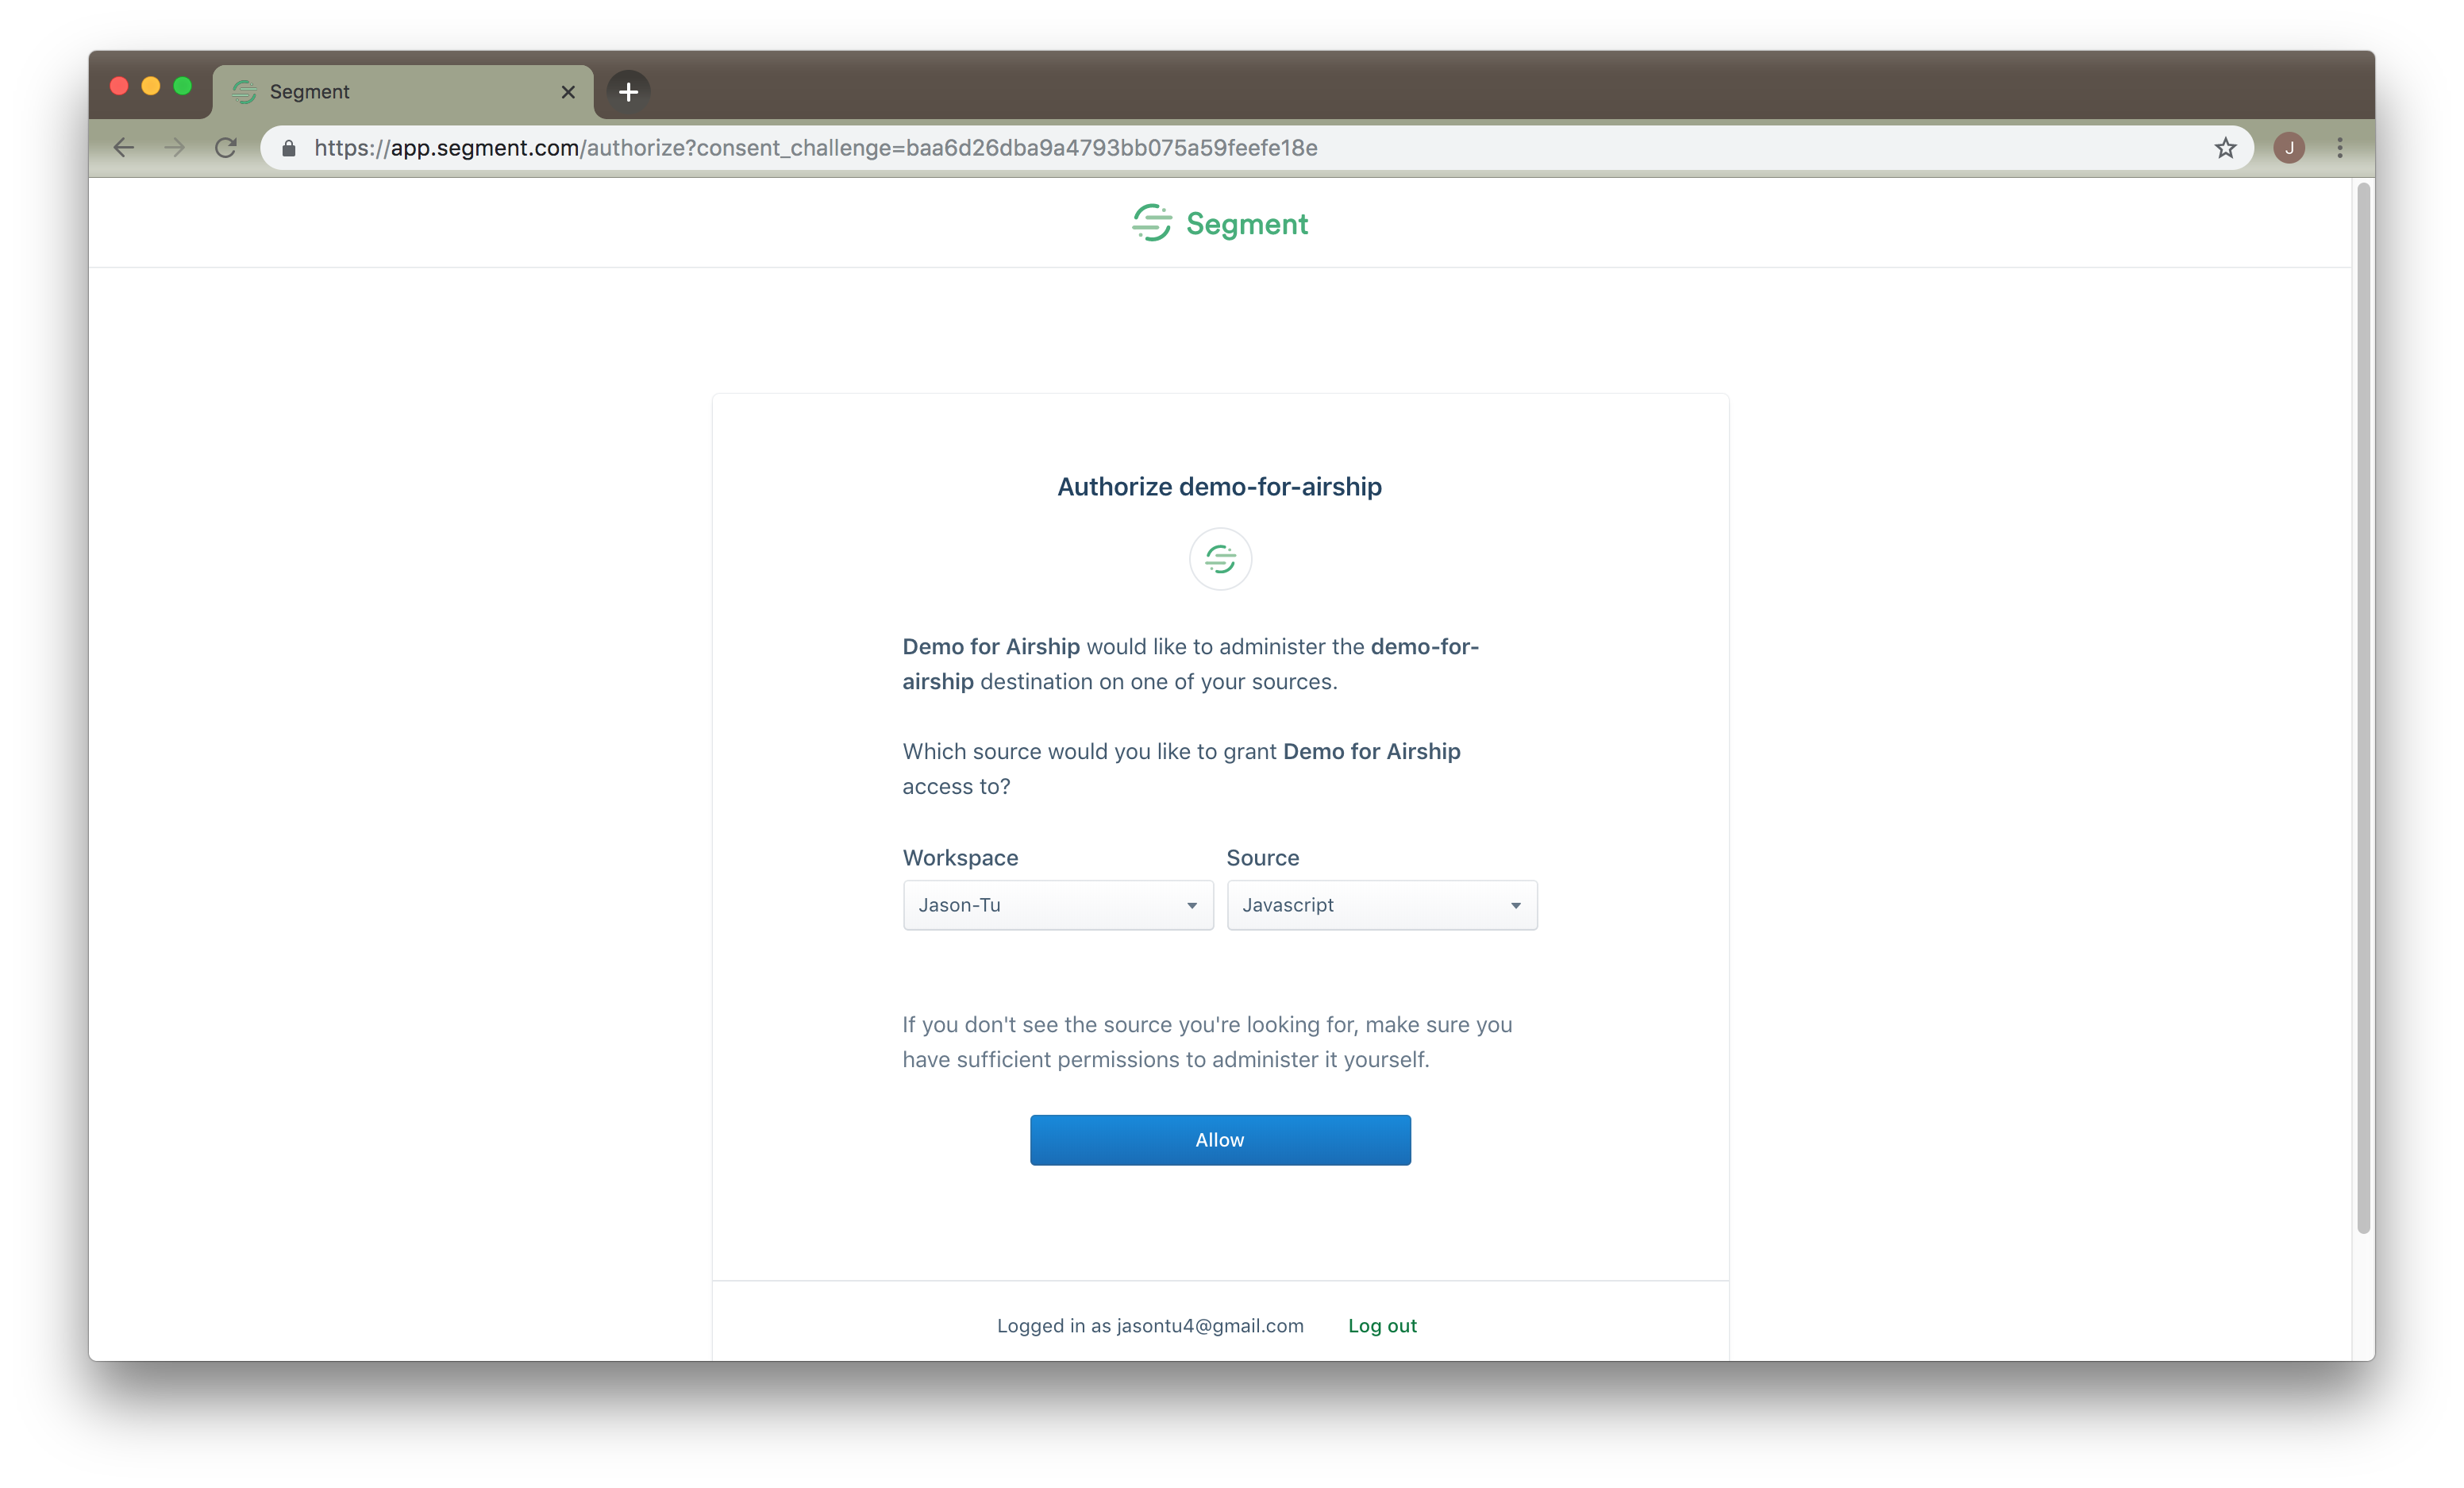 Segment
https://app.segment.com/authorize?consent_challenge=baa6d26dba9a4793bb075a59feefe18e
J
Segment
Authorize demo-for-airship
Demo for Airship would like to administer the demo-for-
airship destination on one of your sources.
Which source would you like to grant Demo for Airship
access to?
Workspace Source
Jason-Tu Javascript
If you don't see the source you're looking for, make sure you
have sufficient permissions to administer it yourself.
Allow
Logged in as jasontu4@gmail.com Log out